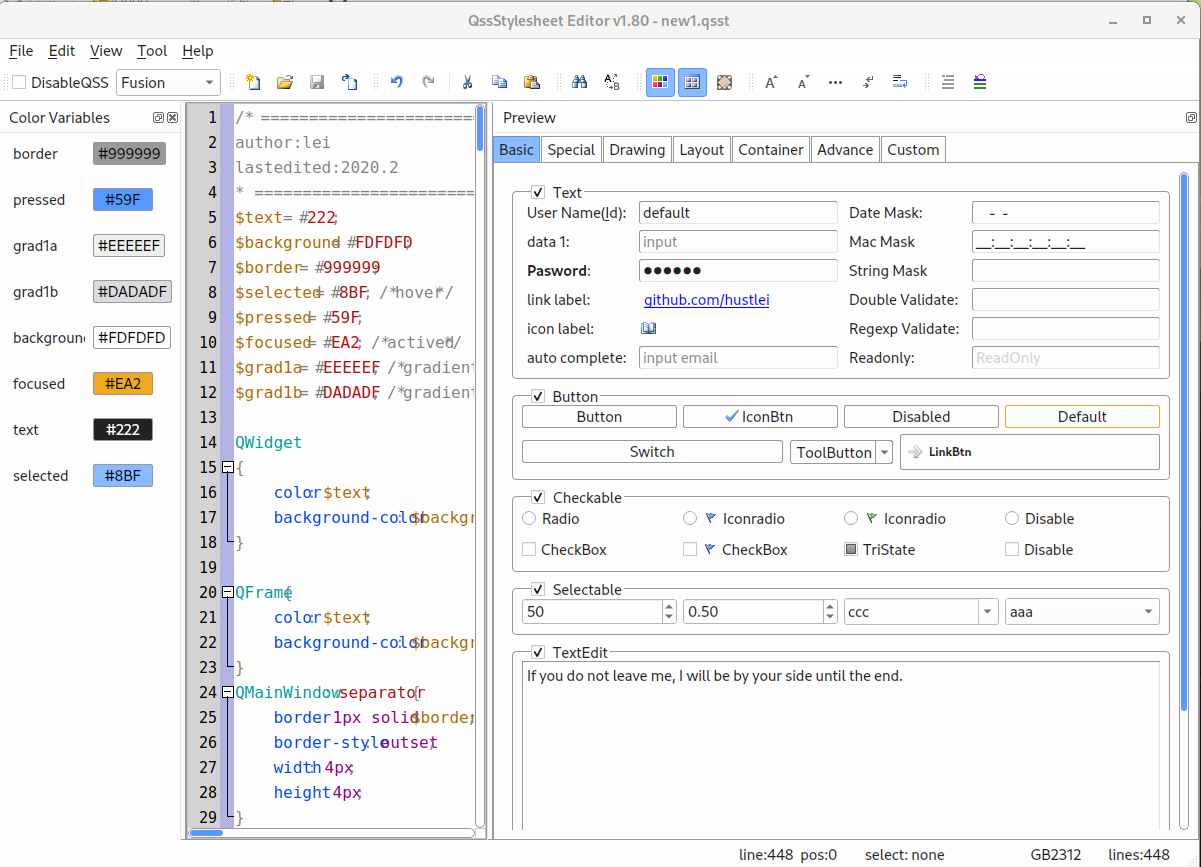 QssStylesheet Editor v1.80 - new1.qsst
File Edit View Tool Help
DisableQSS Fusion
Color Variables
border #999999
pressed #59F
grad1a #EEEEEF
grad1b #DADADF
backgroun #FDFDFD
focused #EA2
text #222
selected #8BF
1 /* ======================
2 author:lei
3 lastedited:2020.2
4 * ======================
5 $text= #222;
6 $background= #FDFDFD;
7 $border= #999999;
8 $selected= #8BF; /*hover*/
9 $pressed= #59F;
10 $focused= #EA2; /*actived*/
11 $grad1a= #EEEEEF; /*gradient
12 $grad1b= #DADADF; /*gradient
13
14 QWidget
15 {
16 color: $text;
17 background-color: $backgr
18 }
19
20 QFrame{
21 color: $text;
22 background-color: $backgr
23 }
24 QMainWindow::separator{
25 border:1px solid $border;
26 border-style:outset;
27 width:4px;
28 height:4px;
29 }
Preview
Basic Special Drawing Layout Container Advance Custom
Text
User Name(Id): default Date Mask: - -
data 1: input Mac Mask __:__:__:__:__:__
Pasword: ●●●●●● String Mask
link label: github.com/hustlei Double Validate:
icon label: Regexp Validate:
auto complete: input email Readonly: ReadOnly
Button
Button IconBtn Disabled Default
Switch ToolButton LinkBtn
Checkable
Radio Iconradio Iconradio Disable
CheckBox CheckBox TriState Disable
Selectable
50 0.50 ccc aaa
TextEdit
If you do not leave me, I will be by your side until the end.
line:448 pos:0 select: none GB2312 lines:448